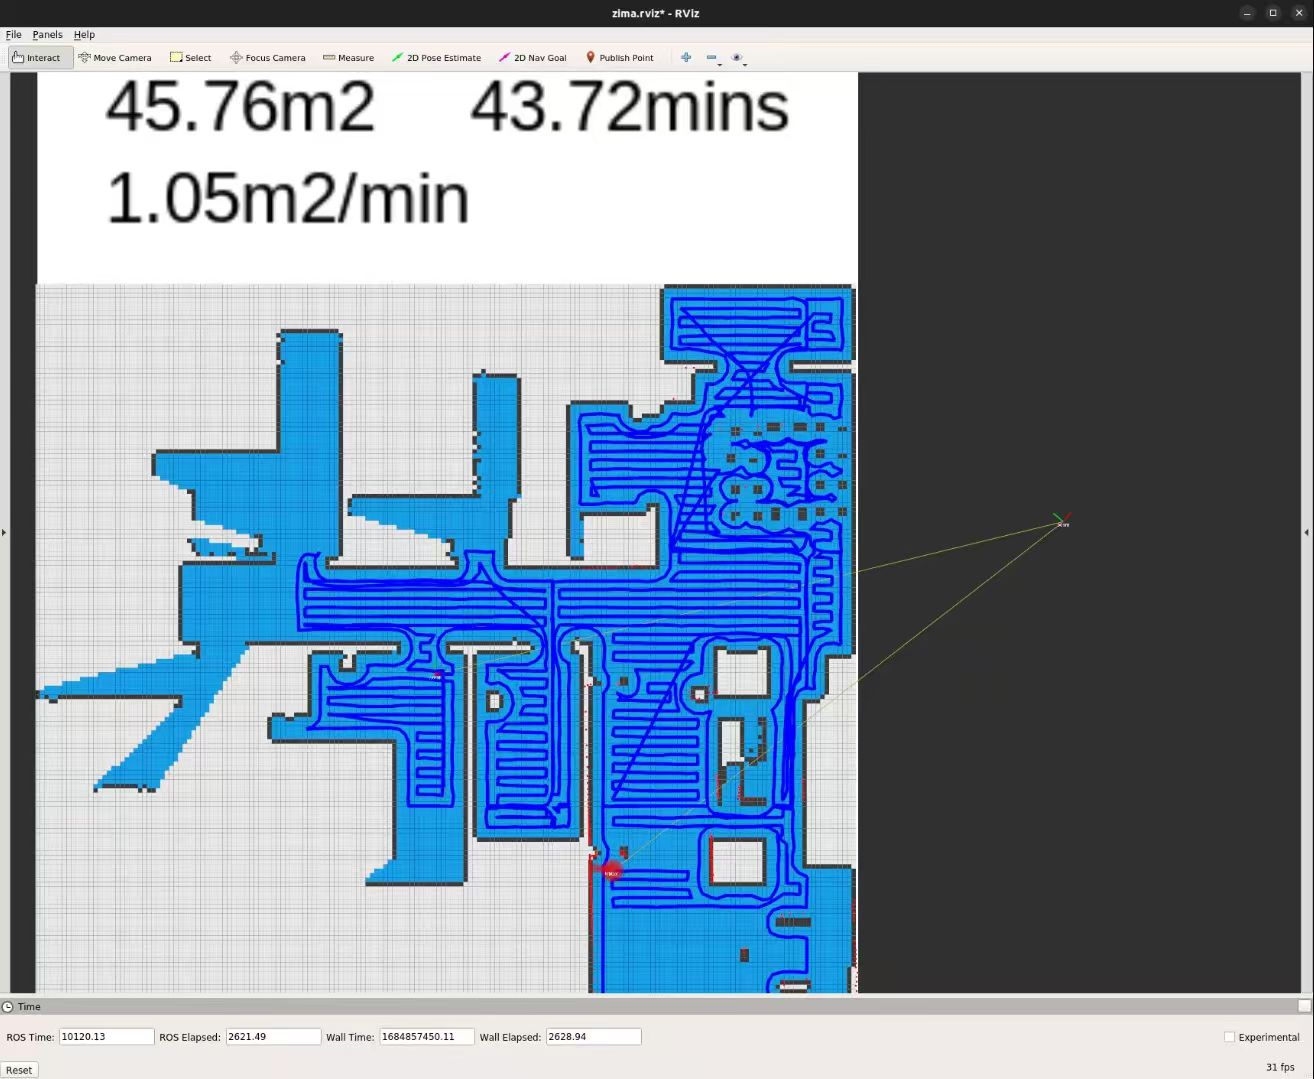 zima.rviz* - RViz
File Panels Help
Interact Move Camera Select Focus Camera Measure 2D Pose Estimate 2D Nav Goal Publish Point
45.76m2 43.72mins
1.05m2/min
Time
ROS Time: 10120.13 ROS Elapsed: 2621.49 Wall Time: 1684857450.11 Wall Elapsed: 2628.94 Experimental
Reset 31 fps